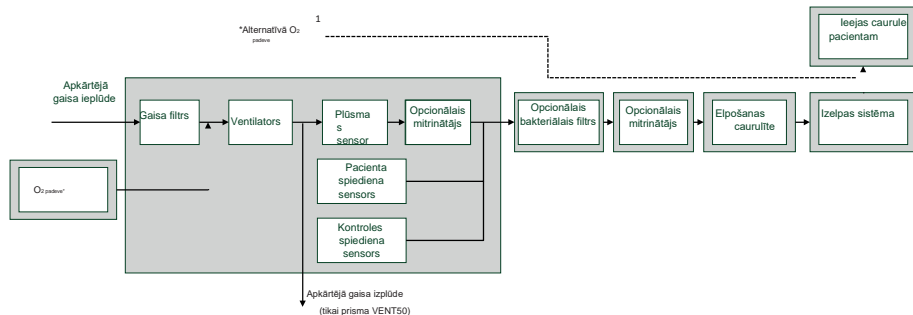 1
*Alternatīvā O2
padeve
Ieejas caurule
pacientam
Apkārtējā
gaisa ieplūde
Gaisa filtrs
Ventilators
Plūsma
s
sensor
Opcionālais
mitrinātājs
Opcionālais
bakteriālais filtrs
Opcionālais
mitrinātājs
Elpošanas
caurulīte
Izelpas sistēma
Pacienta
spiediena
sensors
O2 padeve*
Kontroles
spiediena
sensors
Apkārtējā gaisa izplūde
(tikai prisma VENT50)